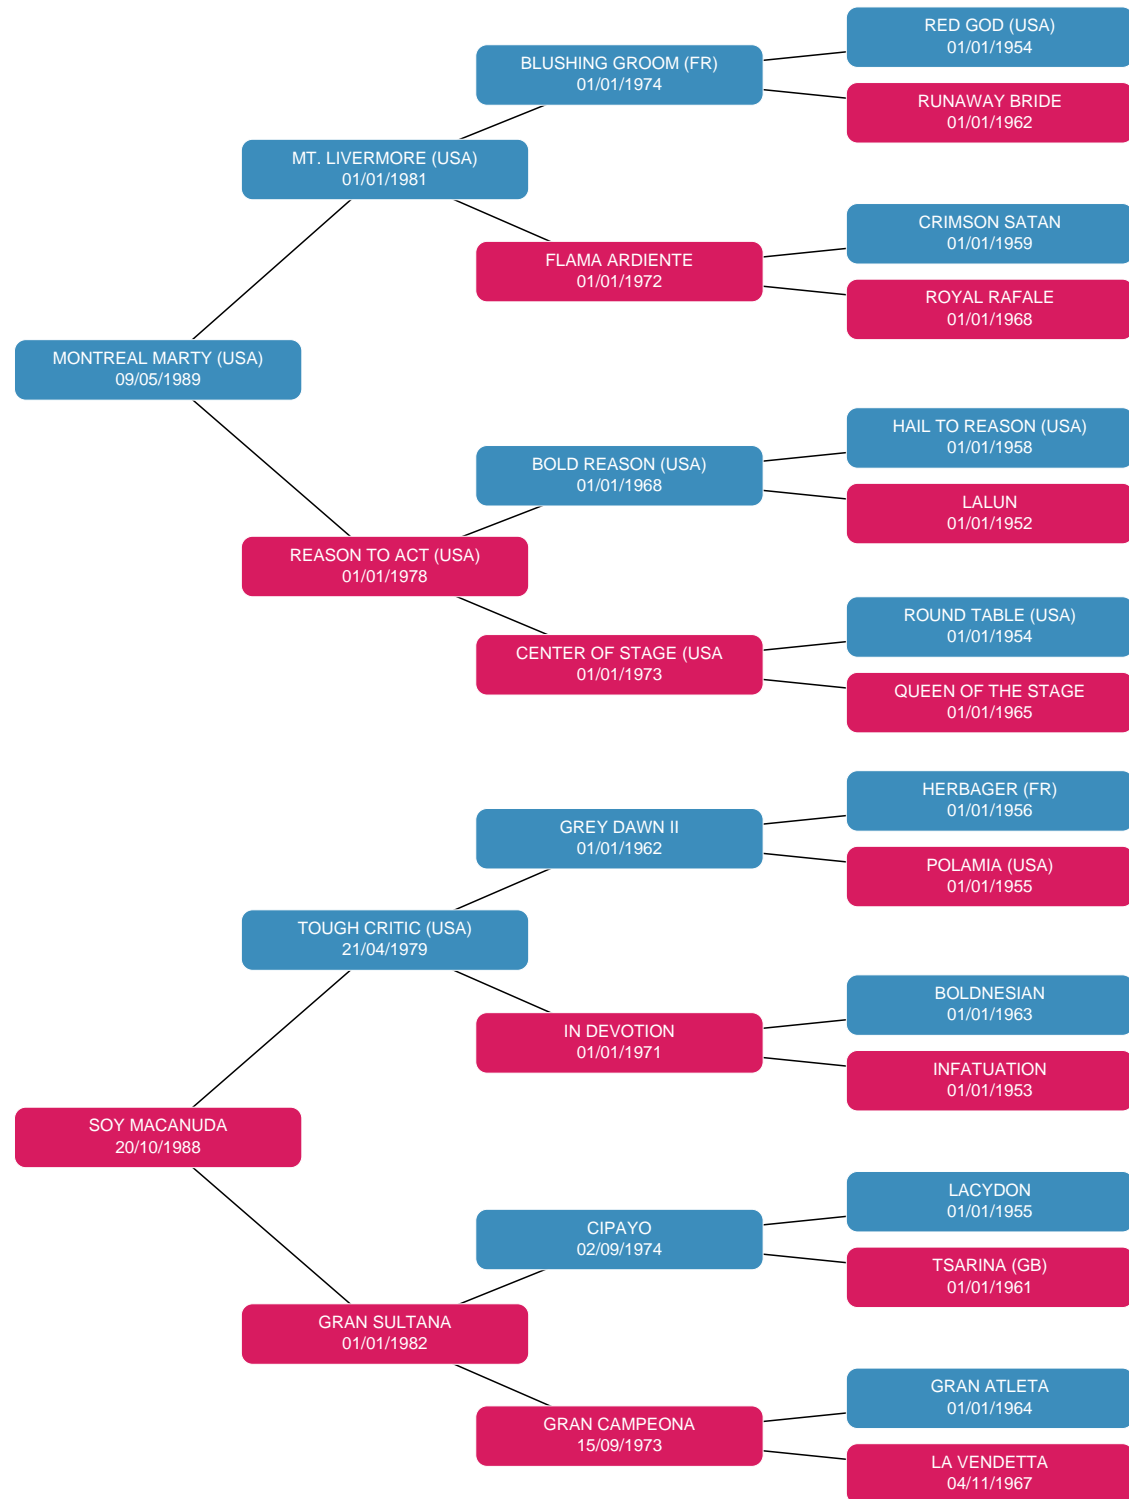 RED GOD (USA)
01/01/1954
BLUSHING GROOM (FR)
01/01/1974
RUNAWAY BRIDE
01/01/1962
MT. LIVERMORE (USA)
01/01/1981
CRIMSON SATAN
01/01/1959
FLAMA ARDIENTE
01/01/1972
ROYAL RAFALE
01/01/1968
MONTREAL MARTY (USA)
09/05/1989
HAIL TO REASON (USA)
01/01/1958
BOLD REASON (USA)
01/01/1968
LALUN
01/01/1952
REASON TO ACT (USA)
01/01/1978
ROUND TABLE (USA)
01/01/1954
CENTER OF STAGE (USA
01/01/1973
QUEEN OF THE STAGE
01/01/1965
HERBAGER (FR)
01/01/1956
GREY DAWN II
01/01/1962
POLAMIA (USA)
01/01/1955
TOUGH CRITIC (USA)
21/04/1979
BOLDNESIAN
01/01/1963
IN DEVOTION
01/01/1971
INFATUATION
01/01/1953
SOY MACANUDA
20/10/1988
LACYDON
01/01/1955
CIPAYO
02/09/1974
TSARINA (GB)
01/01/1961
GRAN SULTANA
01/01/1982
GRAN ATLETA
01/01/1964
GRAN CAMPEONA
15/09/1973
LA VENDETTA
04/11/1967